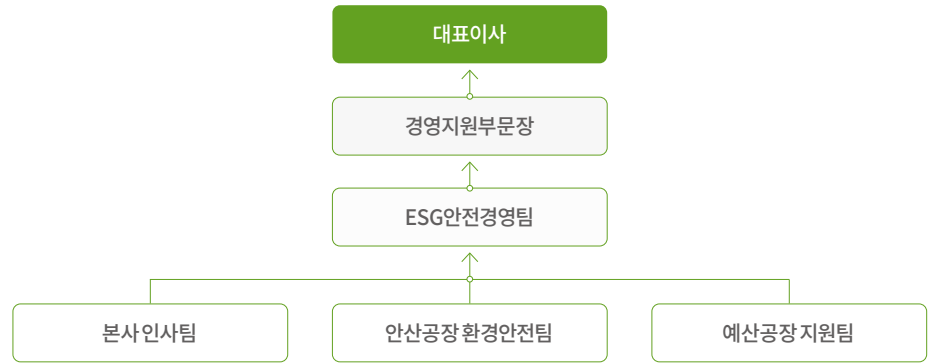 대표이사
경영지원부문장
ESG안전경영팀
본사 인사팀
안산공장 환경안전팀
예산공장 지원팀